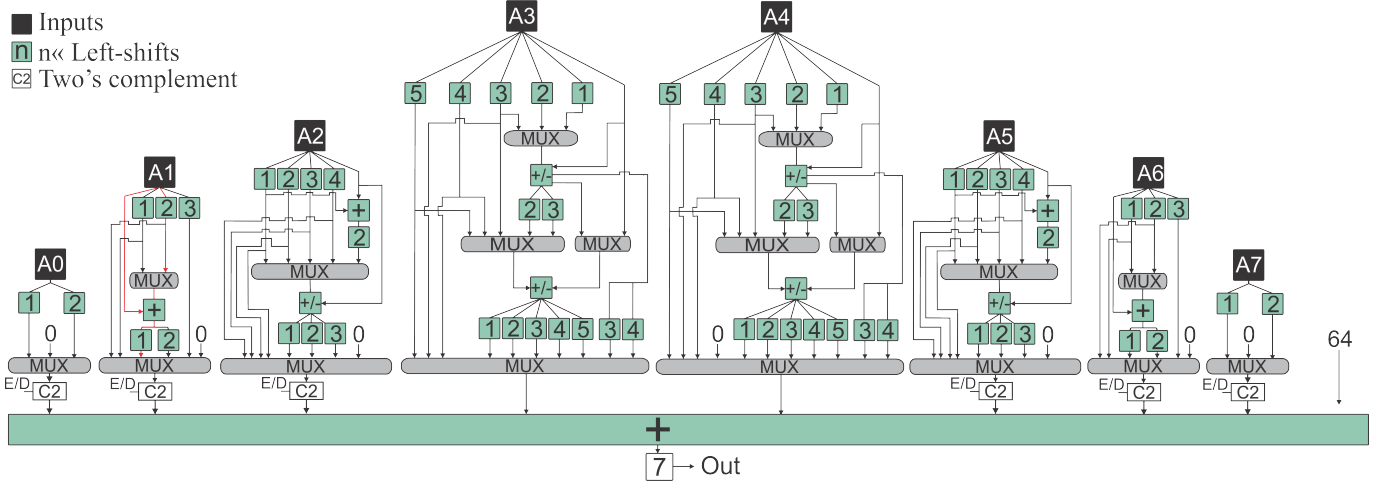 Inputs
n n« Left-shifts
C2 Two's complement
A3 A4
5 4 3 2 1 5 4 3 2 1
A2 MUX MUX A5
A1 A6
1 2 3 4 +/- +/- 1 2 3 4
1 2 3 + 2 3 2 3 + 1 2 3
2 2
A0 MUX MUX MUX MUX A7
MUX MUX MUX MUX
1 2 + +/- +/- +/- +/- + 1 2
0 1 2 0 1 2 3 0 1 2 3 4 5 3 4 0 1 2 3 4 5 3 4 1 2 3 0 1 2 0 0 64
MUX MUX MUX MUX MUX MUX MUX MUX
E/D C2 E/D C2 E/D C2 E/D C2 E/D C2 E/D C2
+
7 Out